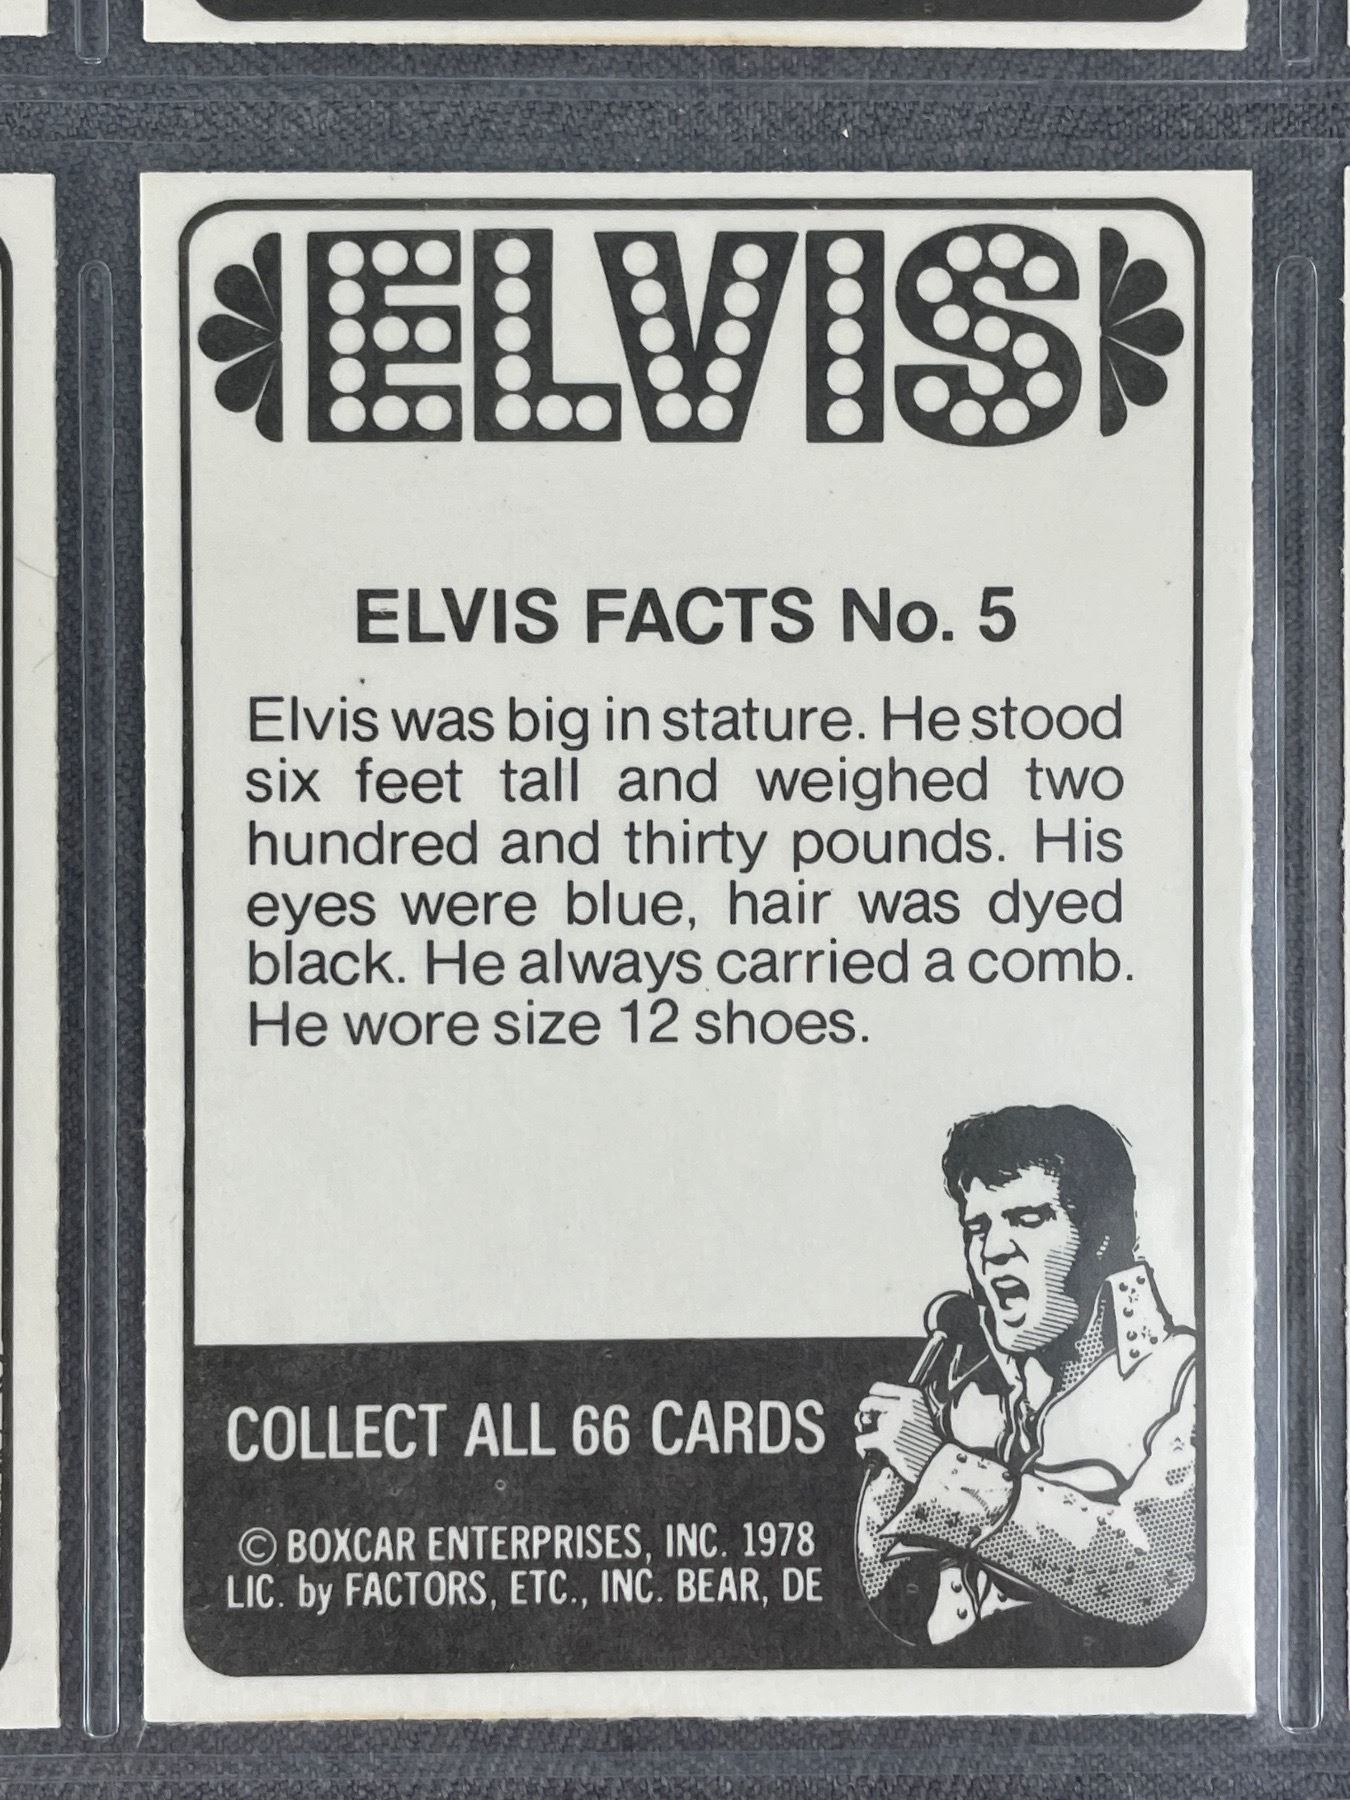 ELVIS
ELVIS FACTS No. 5
Elvis was big in stature. He stood
six feet tall and weighed two
hundred and thirty pounds. His
eyes were blue, hair was dyed
black. He always carried a comb.
He wore size 12 shoes.
COLLECT ALL 66 CARDS
© BOXCAR ENTERPRISES, INC. 1978
LIC. by FACTORS, ETC., INC. BEAR, DE